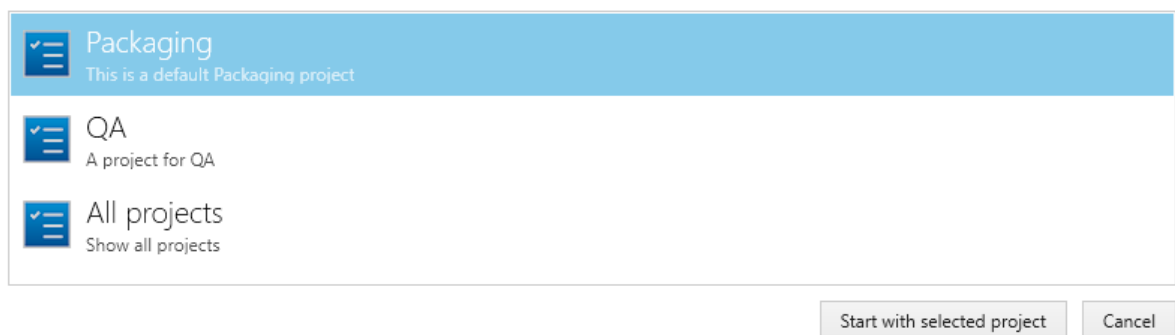 Packaging
This is a default Packaging project
QA
A project for QA
All projects
Show all projects
Start with selected project
Cancel